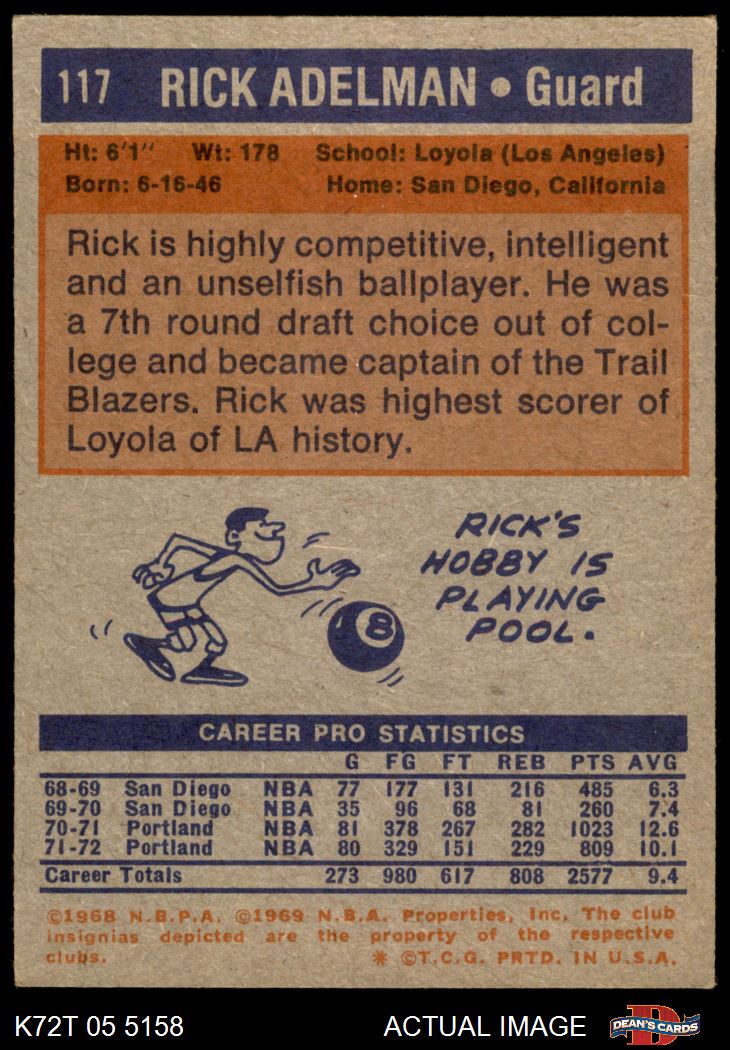 117 RICK ADELMAN • Guard
Ht: 6'1" Wt: 178 School: Loyola (Los Angeles)
Born: 6-16-46 Home: San Diego, California
Rick is highly competitive, intelligent
and an unselfish ballplayer. He was
a 7th round draft choice out of col-
lege and became captain of the Trail
Blazers. Rick was highest scorer of
Loyola of LA history.
RICK'S
HOBBY IS
PLAYING
POOL.
8
CAREER PRO STATISTICS
G FG FT REB PTS AVG
68-69 San Diego NBA 77 177 131 216 485 6.3
69-70 San Diego NBA 35 96 68 81 260 7.4
70-71 Portland NBA 81 378 267 282 1023 12.6
71-72 Portland NBA 80 329 151 229 809 10.1
Career Totals 273 980 617 808 2577 9.4
©1968 N.B.P.A. ©1969 N.B.A. Properties, Inc. The club
insignias depicted are the property of the respective
clubs. * ©T.C.G. PRTD. IN U.S.A.
K72T 05 5158 ACTUAL IMAGE D DEAN'S CARDS